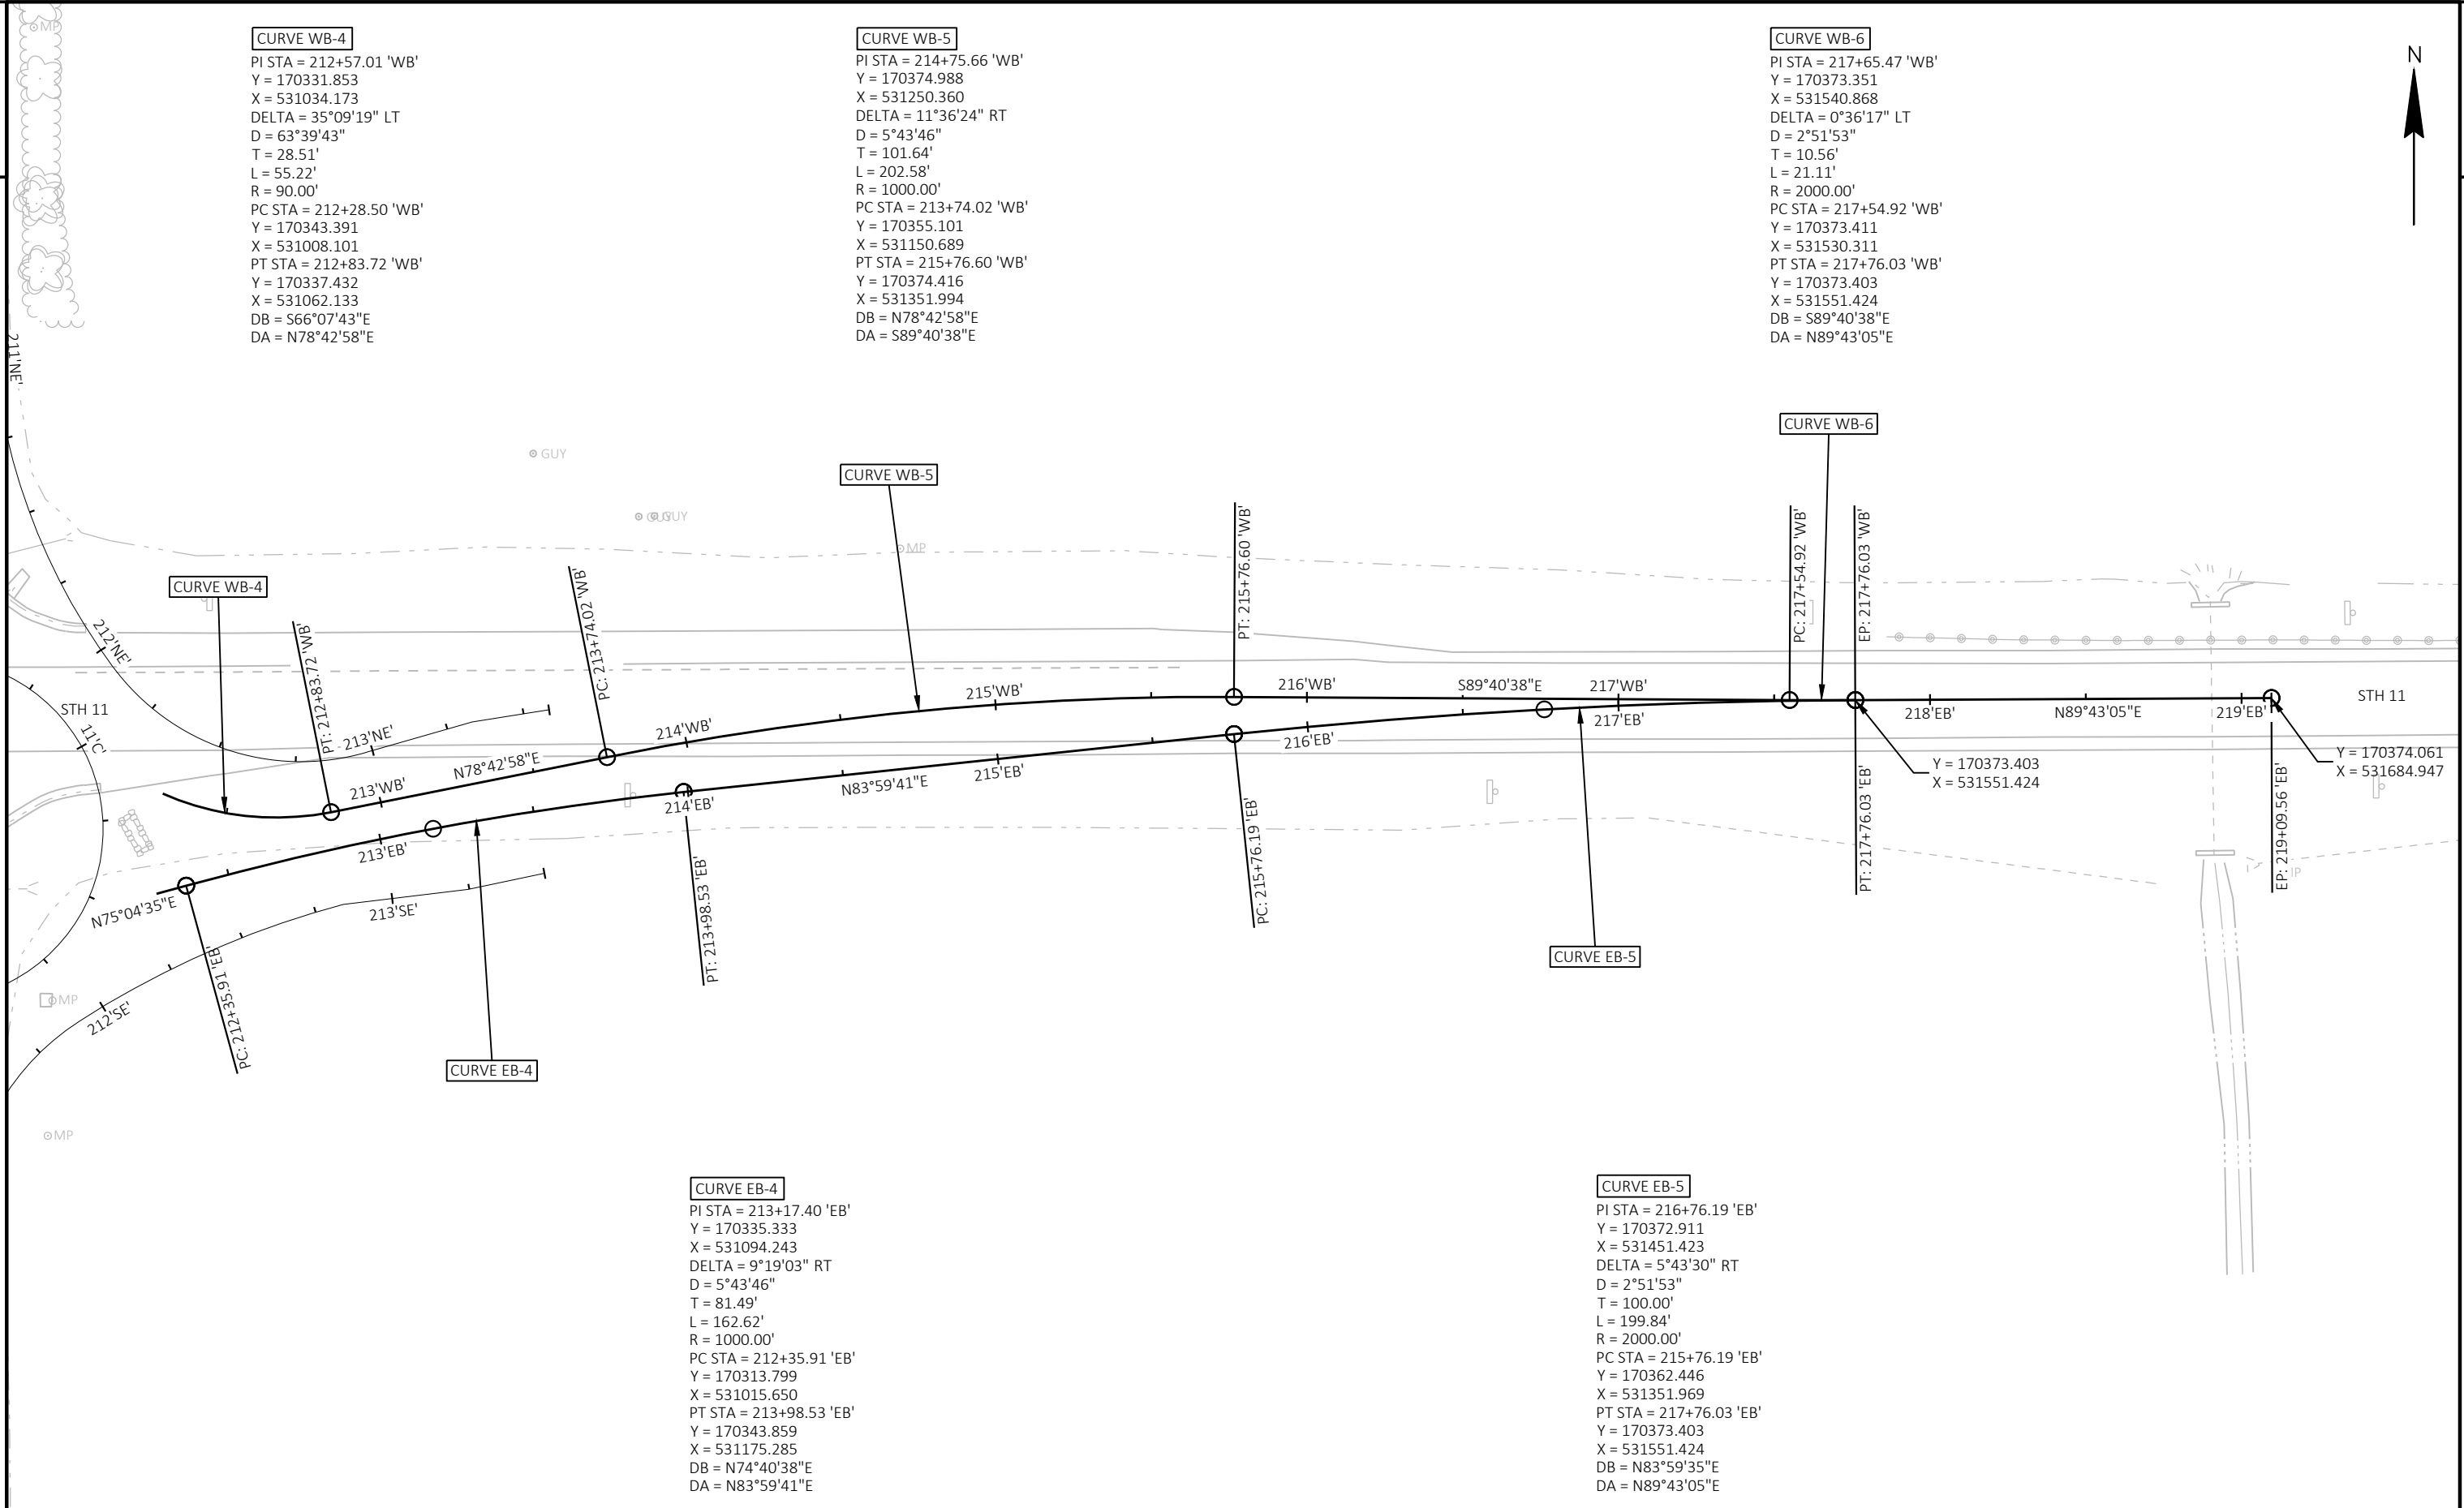 CURVE WB-4
PI STA = 212+57.01 'WB'
Y = 170331.853
X = 531034.173
DELTA = 35°09'19" LT
D = 63°39'43"
T = 28.51'
L = 55.22'
R = 90.00'
PC STA = 212+28.50 'WB'
Y = 170343.391
X = 531008.101
PT STA = 212+83.72 'WB'
Y = 170337.432
X = 531062.133
DB = S66°07'43"E
DA = N78°42'58"E
CURVE WB-5
PI STA = 214+75.66 'WB'
Y = 170374.988
X = 531250.360
DELTA = 11°36'24" RT
D = 5°43'46"
T = 101.64'
L = 202.58'
R = 1000.00'
PC STA = 213+74.02 'WB'
Y = 170355.101
X = 531150.689
PT STA = 215+76.60 'WB'
Y = 170374.416
X = 531351.994
DB = N78°42'58"E
DA = S89°40'38"E
CURVE WB-6
PI STA = 217+65.47 'WB'
Y = 170373.351
X = 531540.868
DELTA = 0°36'17" LT
D = 2°51'53"
T = 10.56'
L = 21.11'
R = 2000.00'
PC STA = 217+54.92 'WB'
Y = 170373.411
X = 531530.311
PT STA = 217+76.03 'WB'
Y = 170373.403
X = 531551.424
DB = S89°40'38"E
DA = N89°43'05"E
N
MP
211'NE'
CURVE WB-6
CURVE WB-5
GUY
GUY
GUY
MP
CURVE WB-4
212'NE'
PT: 212+83.72 'WB'
PC: 213+74.02 'WB'
PT: 215+76.60 'WB'
PC: 217+54.92 'WB'
EP: 217+76.03 'WB'
STH 11
11'C'
213'NE'
213'WB'
N78°42'58"E
214'WB'
215'WB'
216'WB'
S89°40'38"E
217'WB'
217'EB'
218'EB'
N89°43'05"E
219'EB'
STH 11
Y = 170374.061
X = 531684.947
Y = 170373.403
X = 531551.424
213'EB'
214'EB'
N83°59'41"E
215'EB'
216'EB'
N75°04'35"E
PC: 212+35.91 'EB'
PT: 213+98.53 'EB'
PC: 215+76.19 'EB'
PT: 217+76.03 'EB'
EP: 219+09.56 'EB'
213'SE'
212'SE'
MP
MP
CURVE EB-5
CURVE EB-4
CURVE EB-4
PI STA = 213+17.40 'EB'
Y = 170335.333
X = 531094.243
DELTA = 9°19'03" RT
D = 5°43'46"
T = 81.49'
L = 162.62'
R = 1000.00'
PC STA = 212+35.91 'EB'
Y = 170313.799
X = 531015.650
PT STA = 213+98.53 'EB'
Y = 170343.859
X = 531175.285
DB = N74°40'38"E
DA = N83°59'41"E
CURVE EB-5
PI STA = 216+76.19 'EB'
Y = 170372.911
X = 531451.423
DELTA = 5°43'30" RT
D = 2°51'53"
T = 100.00'
L = 199.84'
R = 2000.00'
PC STA = 215+76.19 'EB'
Y = 170362.446
X = 531351.969
PT STA = 217+76.03 'EB'
Y = 170373.403
X = 531551.424
DB = N83°59'35"E
DA = N89°43'05"E